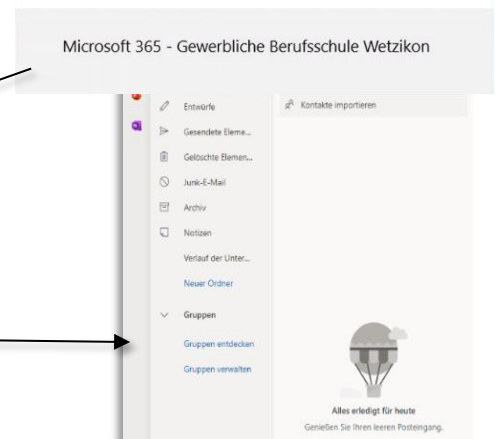 Microsoft 365 - Gewerbliche Berufsschule Wetzikon
Entwürfe
Kontakte importieren
Gesendete Eleme...
Gelöschte Elemen...
Junk-E-Mail
Archiv
Notizen
Verlauf der Unter...
Neuer Ordner
Gruppen
Gruppen entdecken
Gruppen verwalten
Alles erledigt für heute
Genießen Sie Ihren leeren Posteingang.